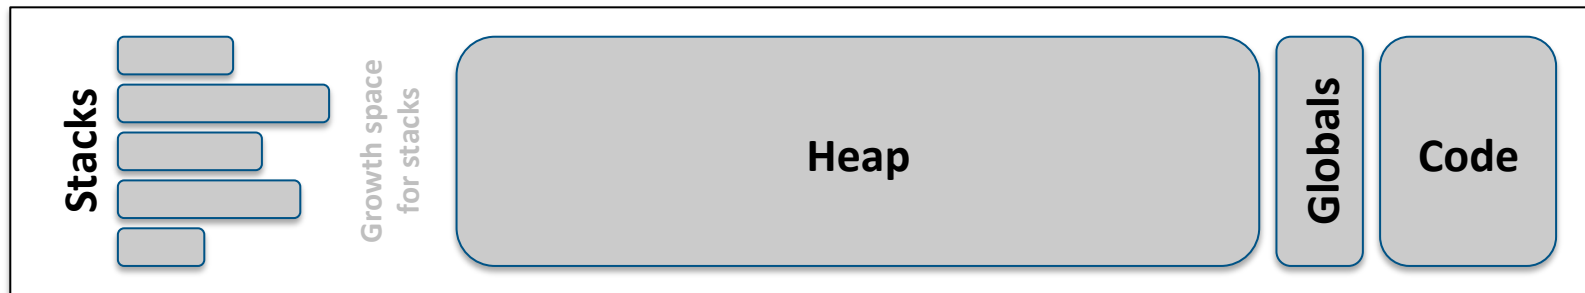 Stacks
Growth space
for stacks
Heap
Globals
Code